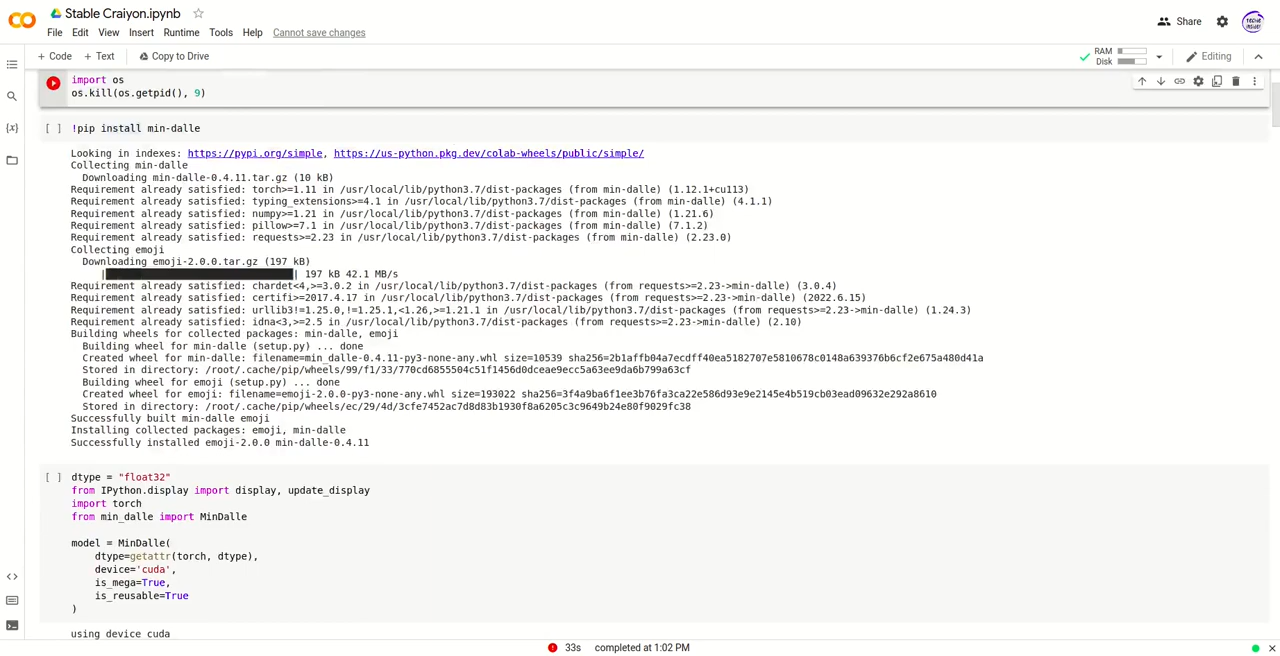 Stable Craiyon.ipynb
File Edit View Insert Runtime Tools Help Cannot save changes
Share
+ Code + Text Copy to Drive
RAM
Disk
Editing
import os
os.kill(os.getpid(), 9)
[ ] !pip install min-dalle
Looking in indexes: https://pypi.org/simple, https://us-python.pkg.dev/colab-wheels/public/simple/
Collecting min-dalle
Downloading min-dalle-0.4.11.tar.gz (10 kB)
Requirement already satisfied: torch>=1.11 in /usr/local/lib/python3.7/dist-packages (from min-dalle) (1.12.1+cu113)
Requirement already satisfied: typing_extensions>=4.1 in /usr/local/lib/python3.7/dist-packages (from min-dalle) (4.1.1)
Requirement already satisfied: numpy>=1.21 in /usr/local/lib/python3.7/dist-packages (from min-dalle) (1.21.6)
Requirement already satisfied: pillow>=7.1 in /usr/local/lib/python3.7/dist-packages (from min-dalle) (7.1.2)
Requirement already satisfied: requests>=2.23 in /usr/local/lib/python3.7/dist-packages (from min-dalle) (2.23.0)
Collecting emoji
Downloading emoji-2.0.0.tar.gz (197 kB)
| | 197 kB 42.1 MB/s
Requirement already satisfied: chardet<4,>=3.0.2 in /usr/local/lib/python3.7/dist-packages (from requests>=2.23->min-dalle) (3.0.4)
Requirement already satisfied: certifi>=2017.4.17 in /usr/local/lib/python3.7/dist-packages (from requests>=2.23->min-dalle) (2022.6.15)
Requirement already satisfied: urllib3!=1.25.0,!=1.25.1,<1.26,>=1.21.1 in /usr/local/lib/python3.7/dist-packages (from requests>=2.23->min-dalle) (1.24.3)
Requirement already satisfied: idna<3,>=2.5 in /usr/local/lib/python3.7/dist-packages (from requests>=2.23->min-dalle) (2.10)
Building wheels for collected packages: min-dalle, emoji
Building wheel for min-dalle (setup.py) ... done
Created wheel for min-dalle: filename=min_dalle-0.4.11-py3-none-any.whl size=10539 sha256=2b1affb04a7ecdff40ea5182707e5810678c0148a639376b6cf2e675a480d41a
Stored in directory: /root/.cache/pip/wheels/99/f1/33/770cd6855504c51f1456d0dceae9ecc5a63ee9da6b799a63cf
Building wheel for emoji (setup.py) ... done
Created wheel for emoji: filename=emoji-2.0.0-py3-none-any.whl size=193022 sha256=3f4a9ba6f1ee3b76fa3ca22e586d93e9e2145e4b519cb03ead09632e292a8610
Stored in directory: /root/.cache/pip/wheels/ec/29/4d/3cfe7452ac7d8d83b1930f8a6205c3c9649b24e80f9029fc38
Successfully built min-dalle emoji
Installing collected packages: emoji, min-dalle
Successfully installed emoji-2.0.0 min-dalle-0.4.11
[ ] dtype = "float32"
from IPython.display import display, update_display
import torch
from min_dalle import MinDalle
model = MinDalle(
dtype=getattr(torch, dtype),
device='cuda',
is_mega=True,
is_reusable=True
)
using device cuda
33s completed at 1:02 PM